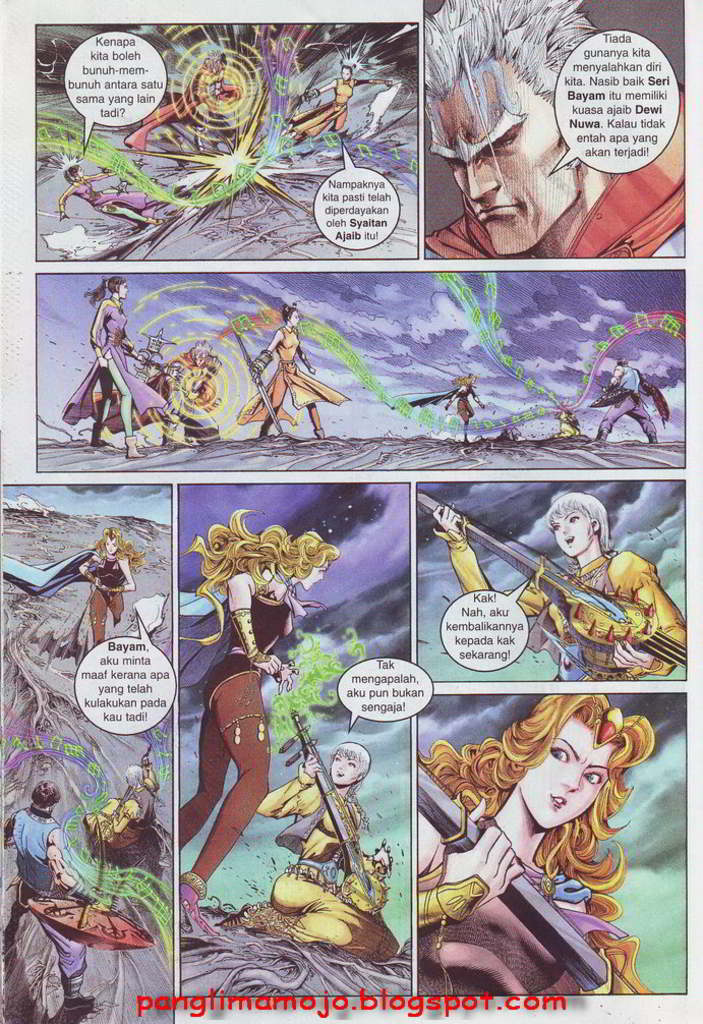 Kenapa
kita boleh
bunuh-mem-
bunuh antara satu
sama yang lain
tadi?
Nampaknya
kita pasti telah
diperdayakan
oleh Syaitan
Ajaib itu!
Tiada
gunanya kita
menyalahkan diri
kita. Nasib baik Seri
Bayam itu memiliki
kuasa ajaib Dewi
Nuwa. Kalau tidak
entah apa yang
akan terjadi!
Bayam,
aku minta
maaf kerana apa
yang telah
kulakukan pada
kau tadi!
Tak
mengapalah,
aku pun bukan
sengaja!
Kak!
Nah, aku
kembalikannya
kepada kak
sekarang!
panglimamojo.blogspot.com